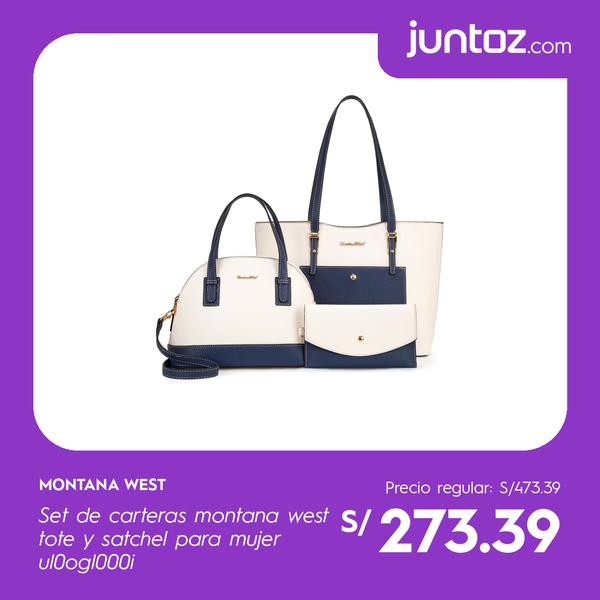 juntoz.com
MONTANA WEST
Set de carteras montana west
tote y satchel para mujer
ul0ogl000i
Precio regular: S/473.39
S/273.39